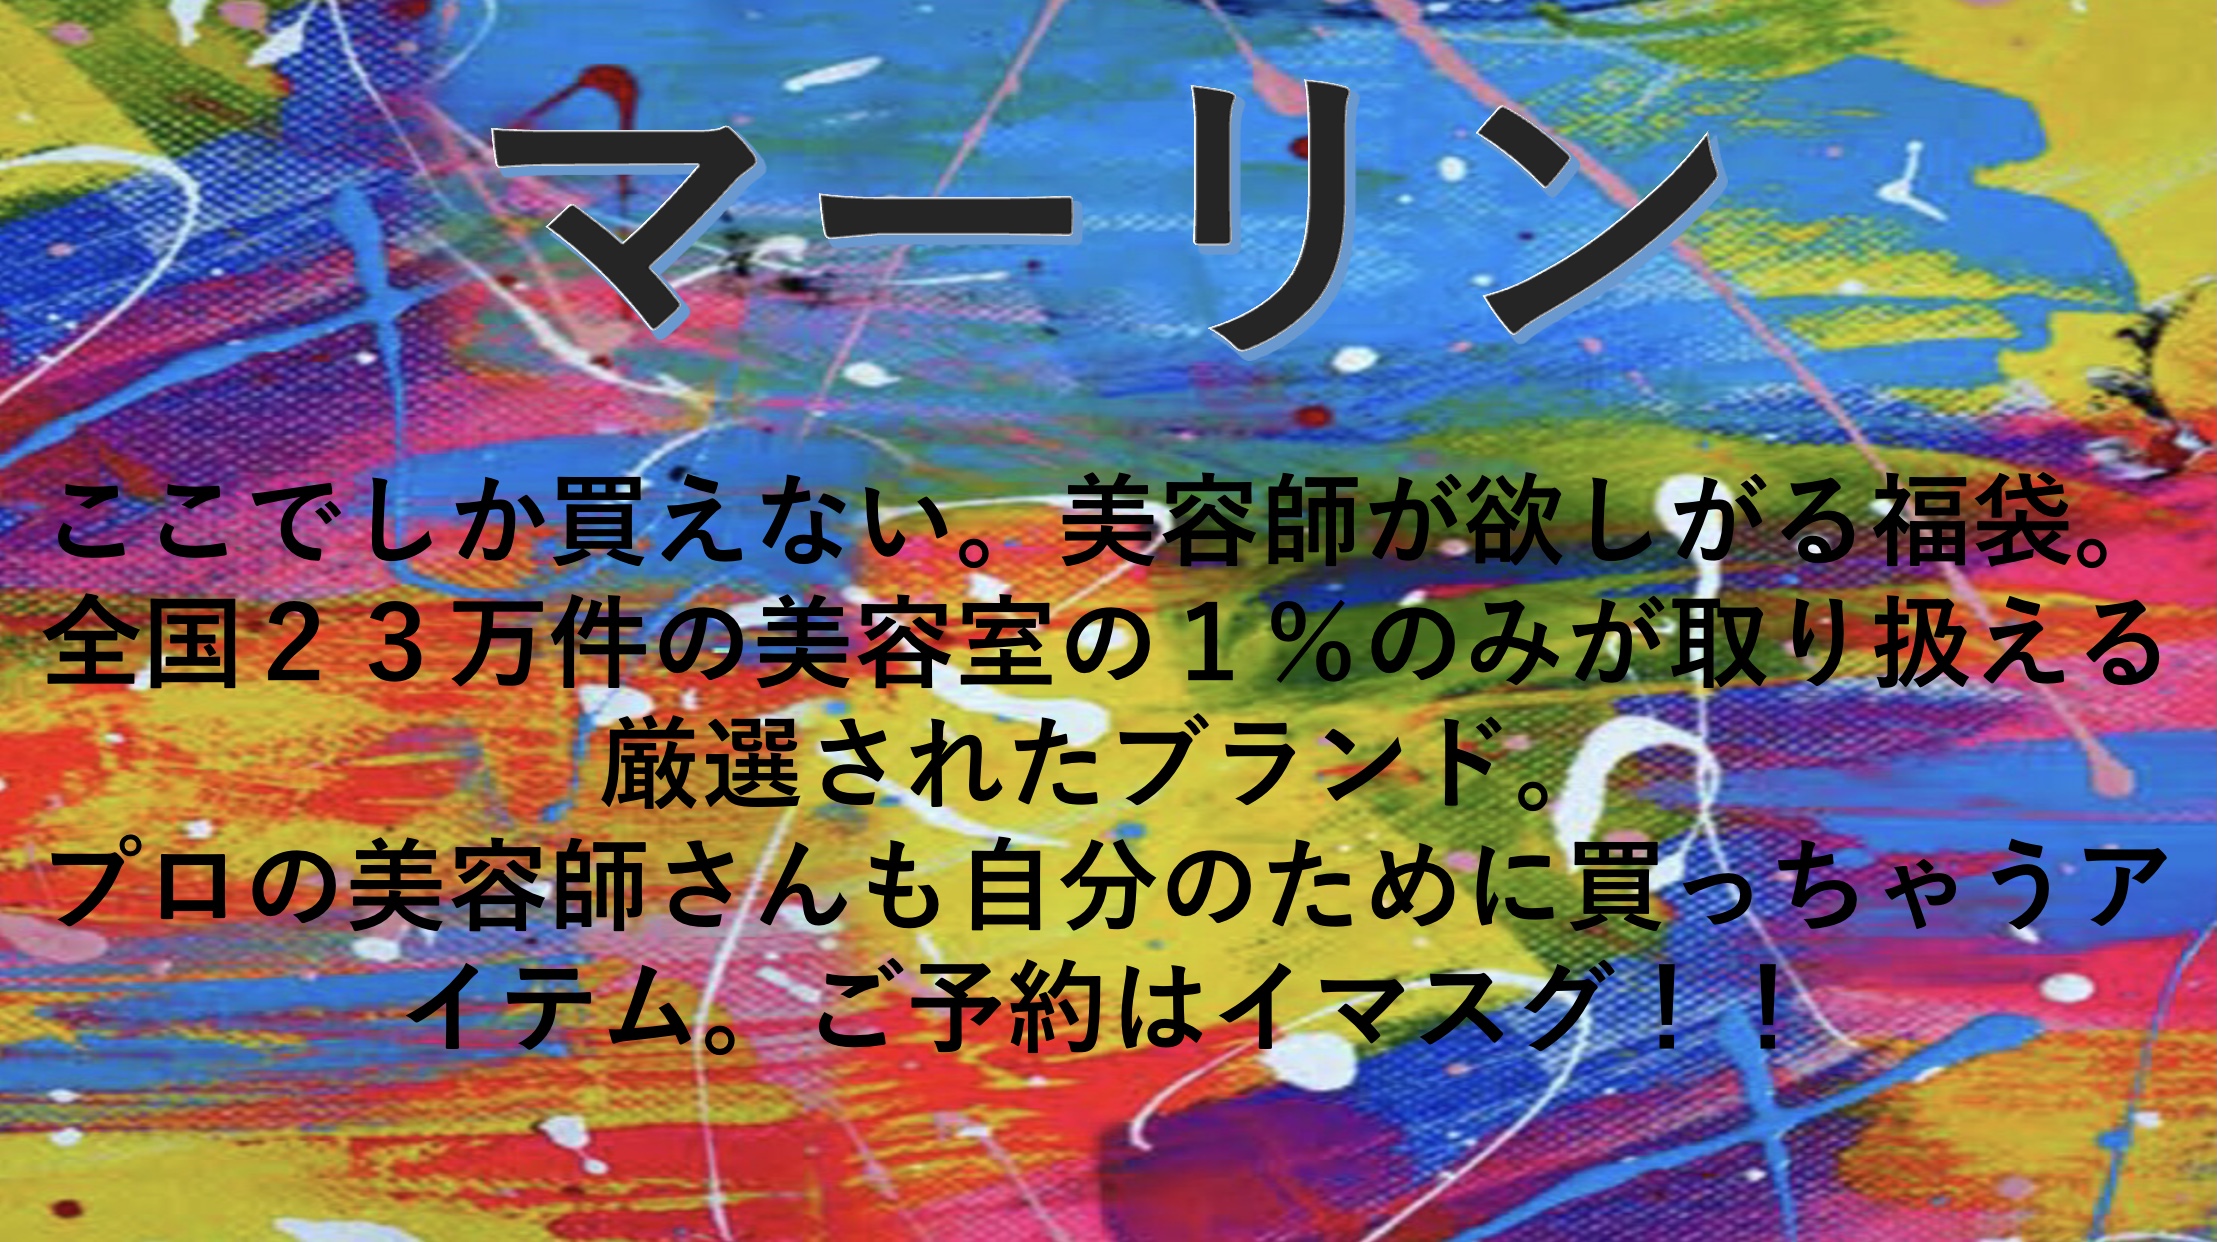 マーリン
ここでしか買えない。美容師が欲しがる福袋。
全国２３万件の美容室の１％のみが取り扱える
厳選されたブランド。
プロの美容師さんも自分のために買っちゃうア
イテム。ご予約はイマスグ！！